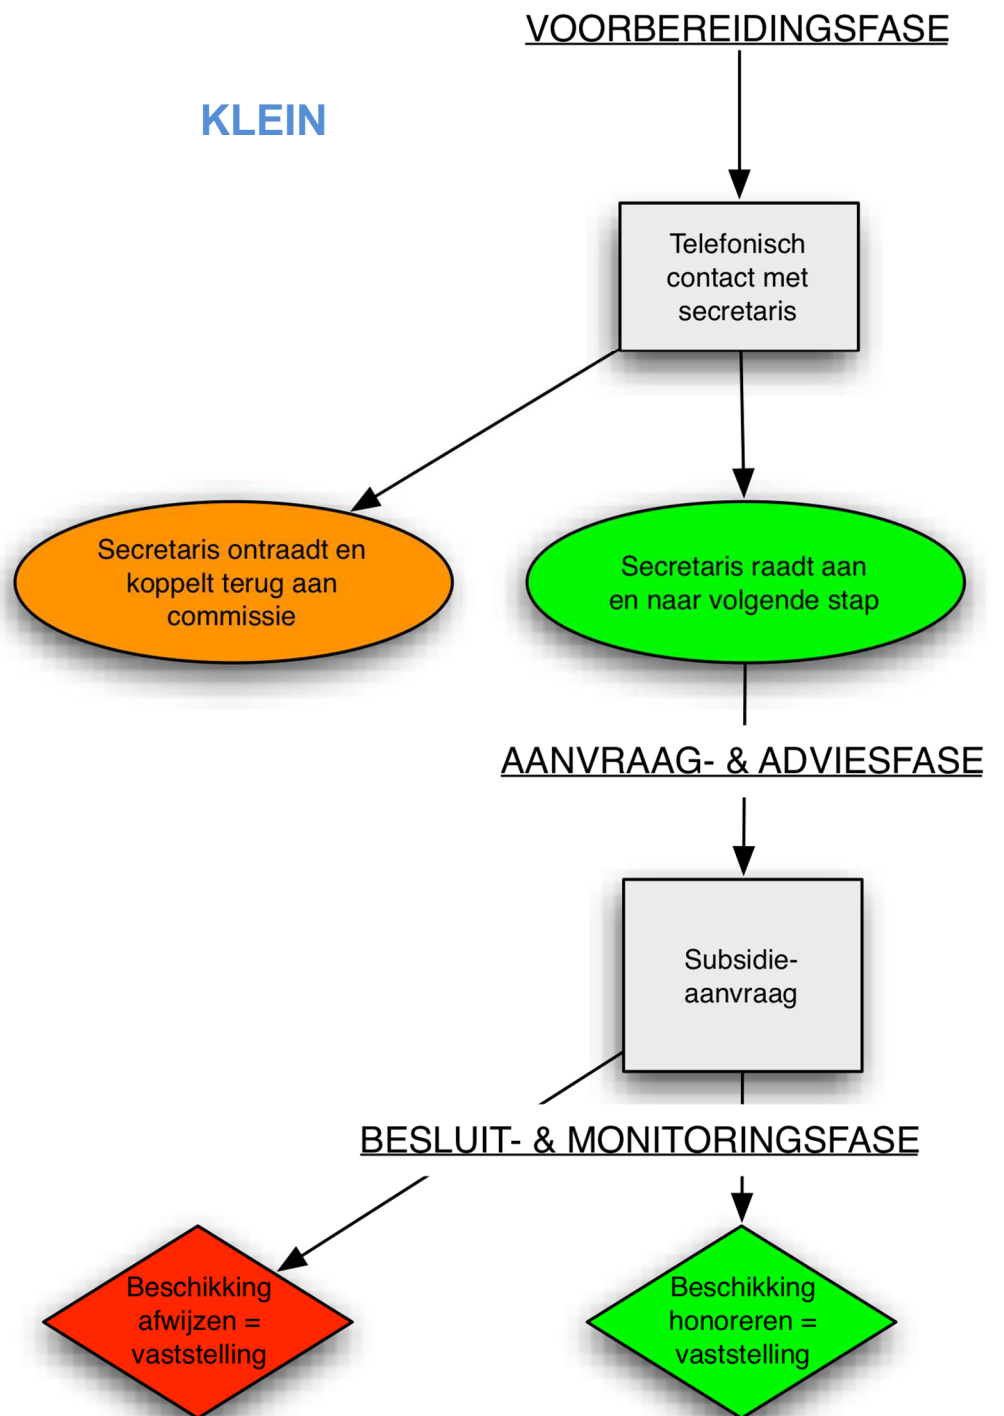 VOORBEREIDINGSFASE
KLEIN
Telefonisch
contact met
secretaris
Secretaris ontraadt en
koppelt terug aan
commissie
Secretaris raadt aan
en naar volgende stap
AANVRAAG- & ADVIESFASE
Subsidie-
aanvraag
BESLUIT- & MONITORINGSFASE
Beschikking
afwijzen =
vaststelling
Beschikking
honoreren =
vaststelling